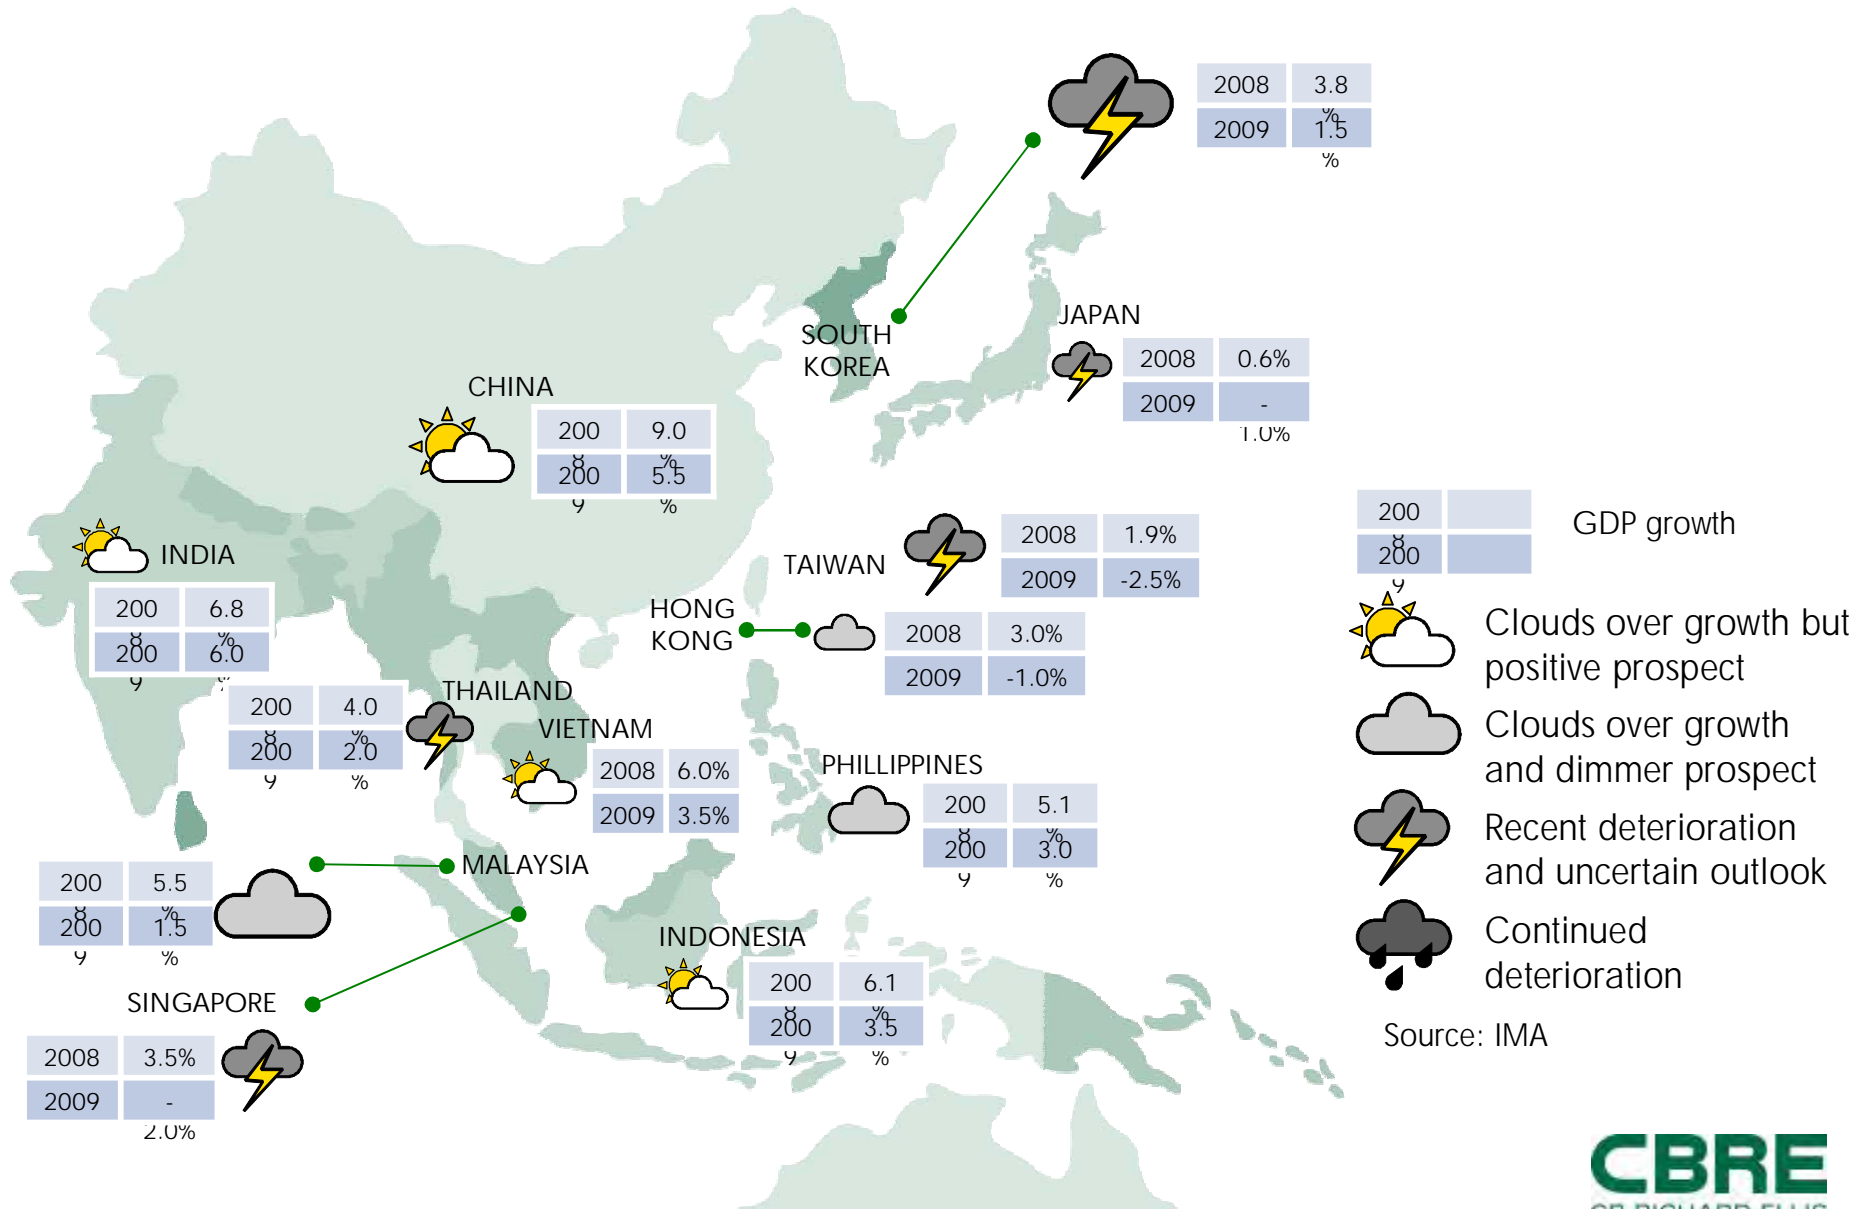 2008 3.8
%
2009 1.5
%
SOUTH
KOREA
JAPAN
2008 0.6%
2009 -
1.0%
CHINA
200 9.0
8 %
200 5.5
9 %
INDIA
200 6.8
8 %
200 6.0
9 %
TAIWAN
2008 1.9%
2009 -2.5%
HONG
KONG
2008 3.0%
2009 -1.0%
THAILAND
200 4.0
8 %
200 2.0
9 %
VIETNAM
2008 6.0%
2009 3.5%
PHILLIPPINES
200 5.1
8 %
200 3.0
9 %
MALAYSIA
200 5.5
8 %
200 1.5
9 %
INDONESIA
200 6.1
8 %
200 3.5
9 %
SINGAPORE
2008 3.5%
2009 -
2.0%
200
8
200
9
GDP growth
Clouds over growth but
positive prospect
Clouds over growth
and dimmer prospect
Recent deterioration
and uncertain outlook
Continued
deterioration
Source: IMA
CBRE
CB RICHARD ELLIS